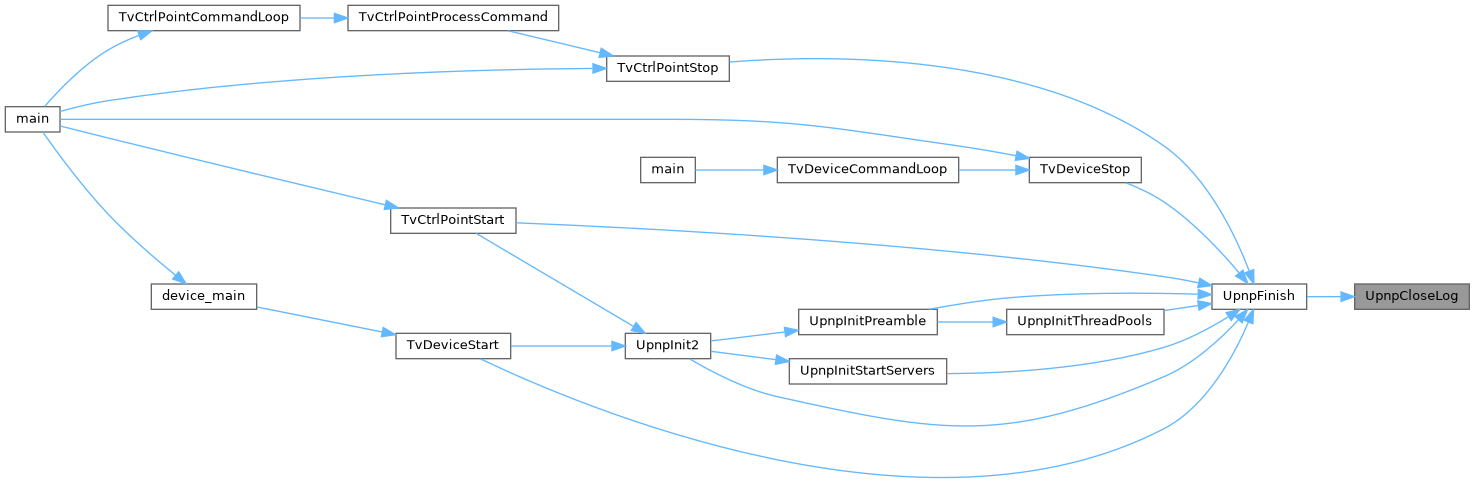 TvCtrlPointCommandLoop
TvCtrlPointProcessCommand
TvCtrlPointStop
main
main
TvDeviceCommandLoop
TvDeviceStop
TvCtrlPointStart
device_main
UpnpFinish
UpnpCloseLog
UpnpInitPreamble
UpnpInitThreadPools
TvDeviceStart
UpnpInit2
UpnpInitStartServers